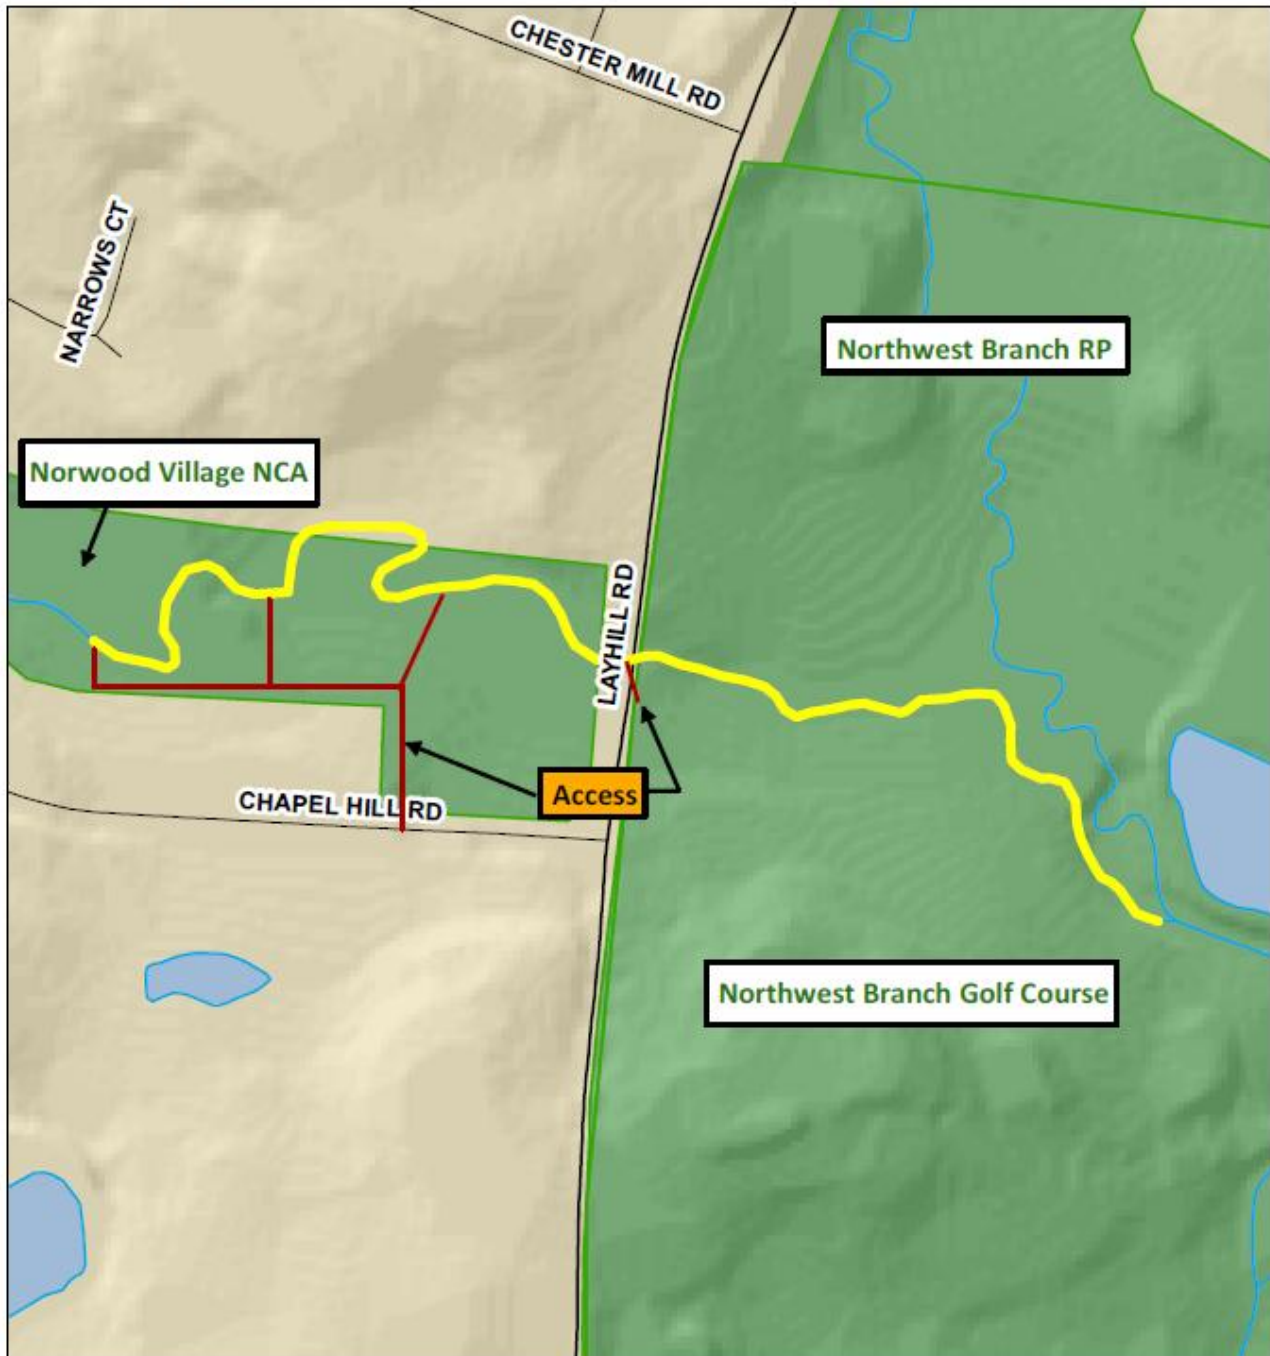 CHESTER MILL RD
NARROWS CT
Northwest Branch RP
Norwood Village NCA
LAYHILL RD
Access
CHAPEL HILL RD
Northwest Branch Golf Course